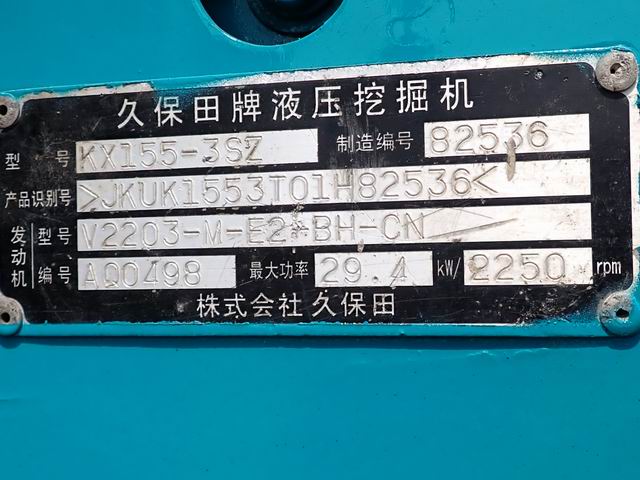 久保田牌液压挖掘机
型 号 KX155-3SZ 制造编号 82536
产品识别号 >JKUK1553T01H82536<
发动机 型号 V2203-M-E2-BH-CN
编号 AQ0498 最大功率 29.4 kW/ 2250 rpm
株式会社 久保田